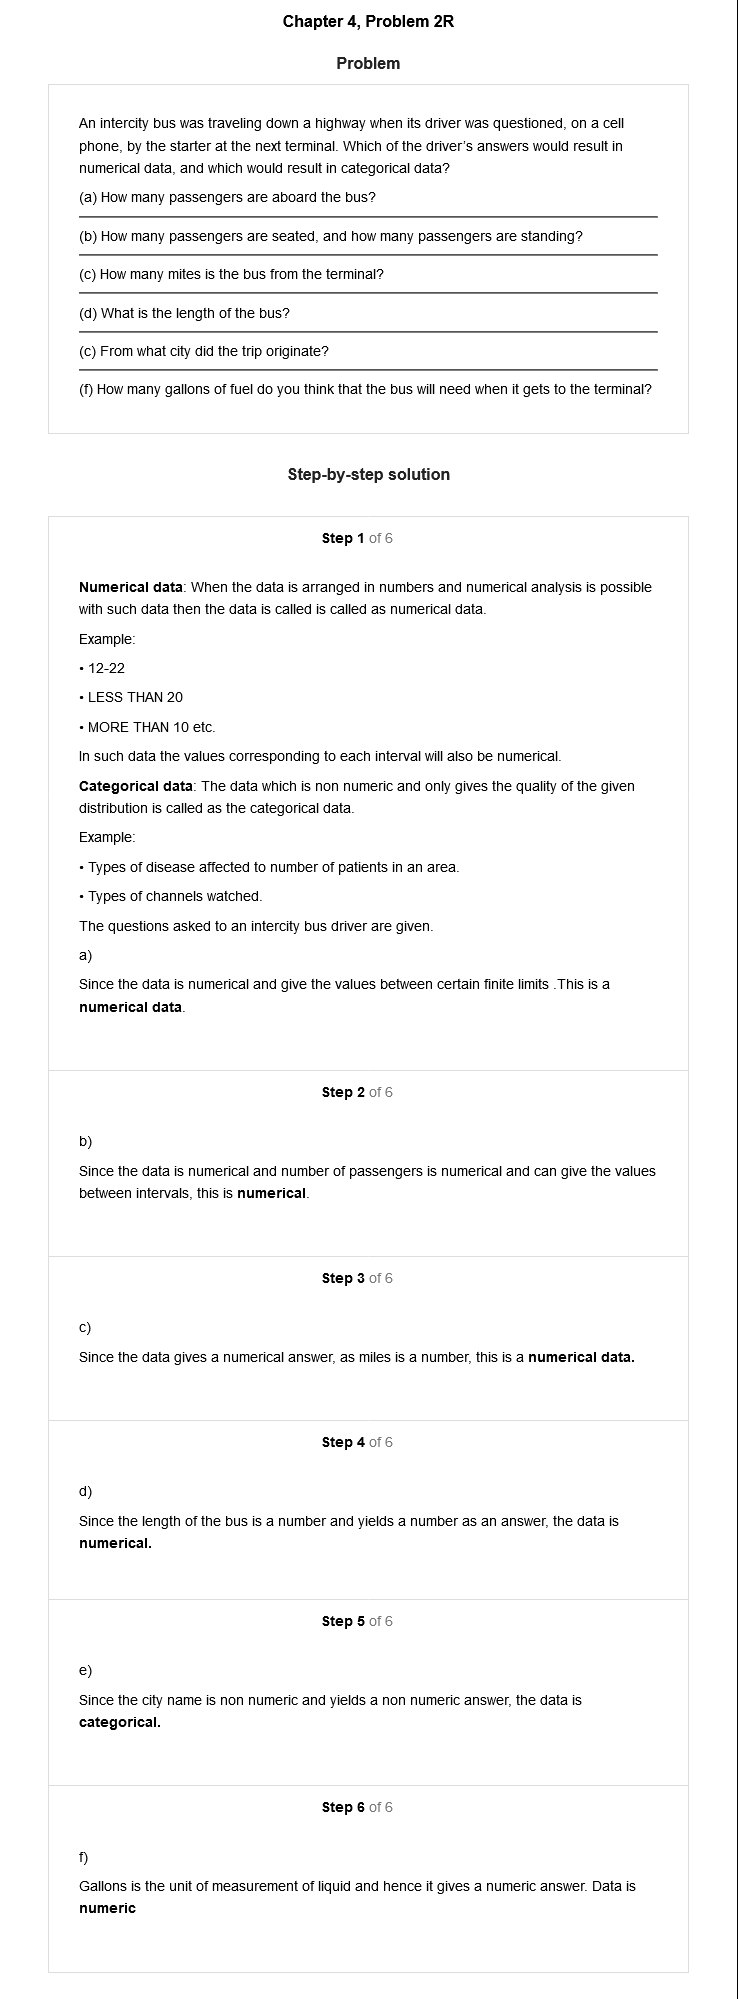 Chapter 4, Problem 2R
Problem
An intercity bus was traveling down a highway when its driver was questioned, on a cell
phone, by the starter at the next terminal. Which of the driver's answers would result in
numerical data, and which would result in categorical data?
(a) How many passengers are aboard the bus?
(b) How many passengers are seated, and how many passengers are standing?
(c) How many mites is the bus from the terminal?
(d) What is the length of the bus?
(c) From what city did the trip originate?
(f) How many gallons of fuel do you think that the bus will need when it gets to the terminal?
Step-by-step solution
Step 1 of 6
Numerical data: When the data is arranged in numbers and numerical analysis is possible
with such data then the data is called is called as numerical data.
Example:
• 12-22
• LESS THAN 20
• MORE THAN 10 etc.
In such data the values corresponding to each interval will also be numerical.
Categorical data: The data which is non numeric and only gives the quality of the given
distribution is called as the categorical data.
Example:
• Types of disease affected to number of patients in an area.
• Types of channels watched.
The questions asked to an intercity bus driver are given.
a)
Since the data is numerical and give the values between certain finite limits .This is a
numerical data.
Step 2 of 6
b)
Since the data is numerical and number of passengers is numerical and can give the values
between intervals, this is numerical.
Step 3 of 6
c)
Since the data gives a numerical answer, as miles is a number, this is a numerical data.
Step 4 of 6
d)
Since the length of the bus is a number and yields a number as an answer, the data is
numerical.
Step 5 of 6
e)
Since the city name is non numeric and yields a non numeric answer, the data is
categorical.
Step 6 of 6
f)
Gallons is the unit of measurement of liquid and hence it gives a numeric answer. Data is
numeric